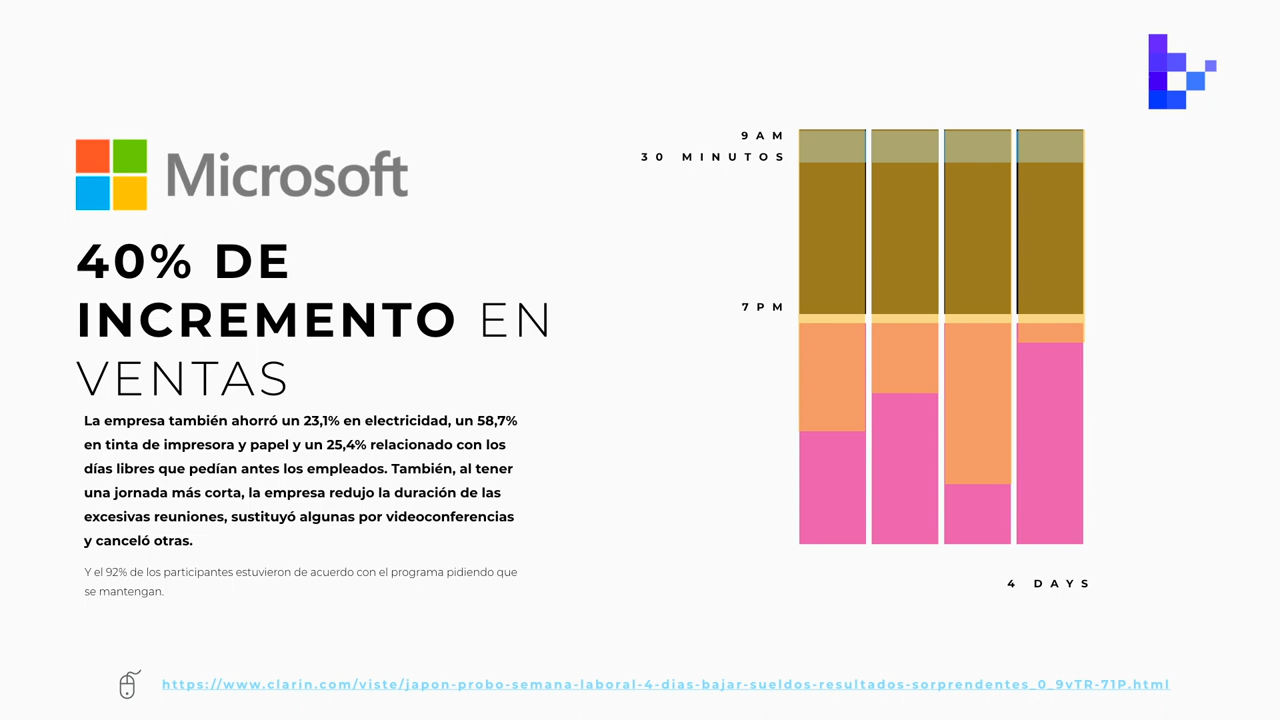 Microsoft
40% DE
INCREMENTO EN
VENTAS
La empresa también ahorró un 23,1% en electricidad, un 58,7%
en tinta de impresora y papel y un 25,4% relacionado con los
días libres que pedían antes los empleados. También, al tener
una jornada más corta, la empresa redujo la duración de las
excesivas reuniones, sustituyó algunas por videoconferencias
y canceló otras.
Y el 92% de los participantes estuvieron de acuerdo con el programa pidiendo que
se mantengan.
9AM
30 MINUTOS
7PM
4 DAYS
https://www.clarin.com/viste/japon-probo-semana-laboral-4-dias-bajar-sueldos-resultados-sorprendentes_0_9vTR-71P.html